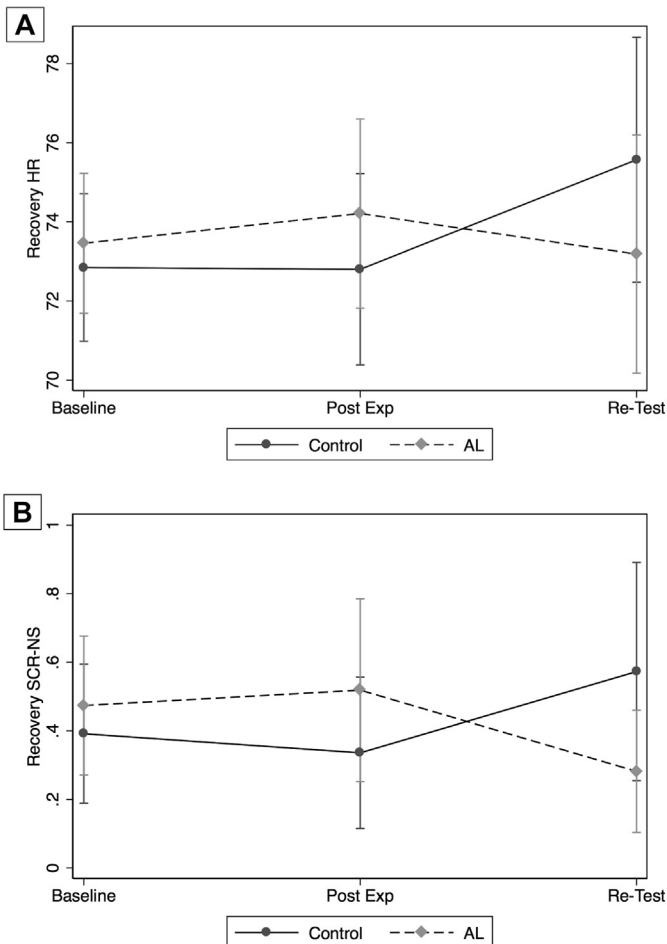 A
Recovery HR
78
76
74
72
70
Baseline Post Exp Re-Test
Control AL
B
Recovery SCR-NS
1
.8
.6
.4
.2
0
Baseline Post Exp Re-Test
Control AL